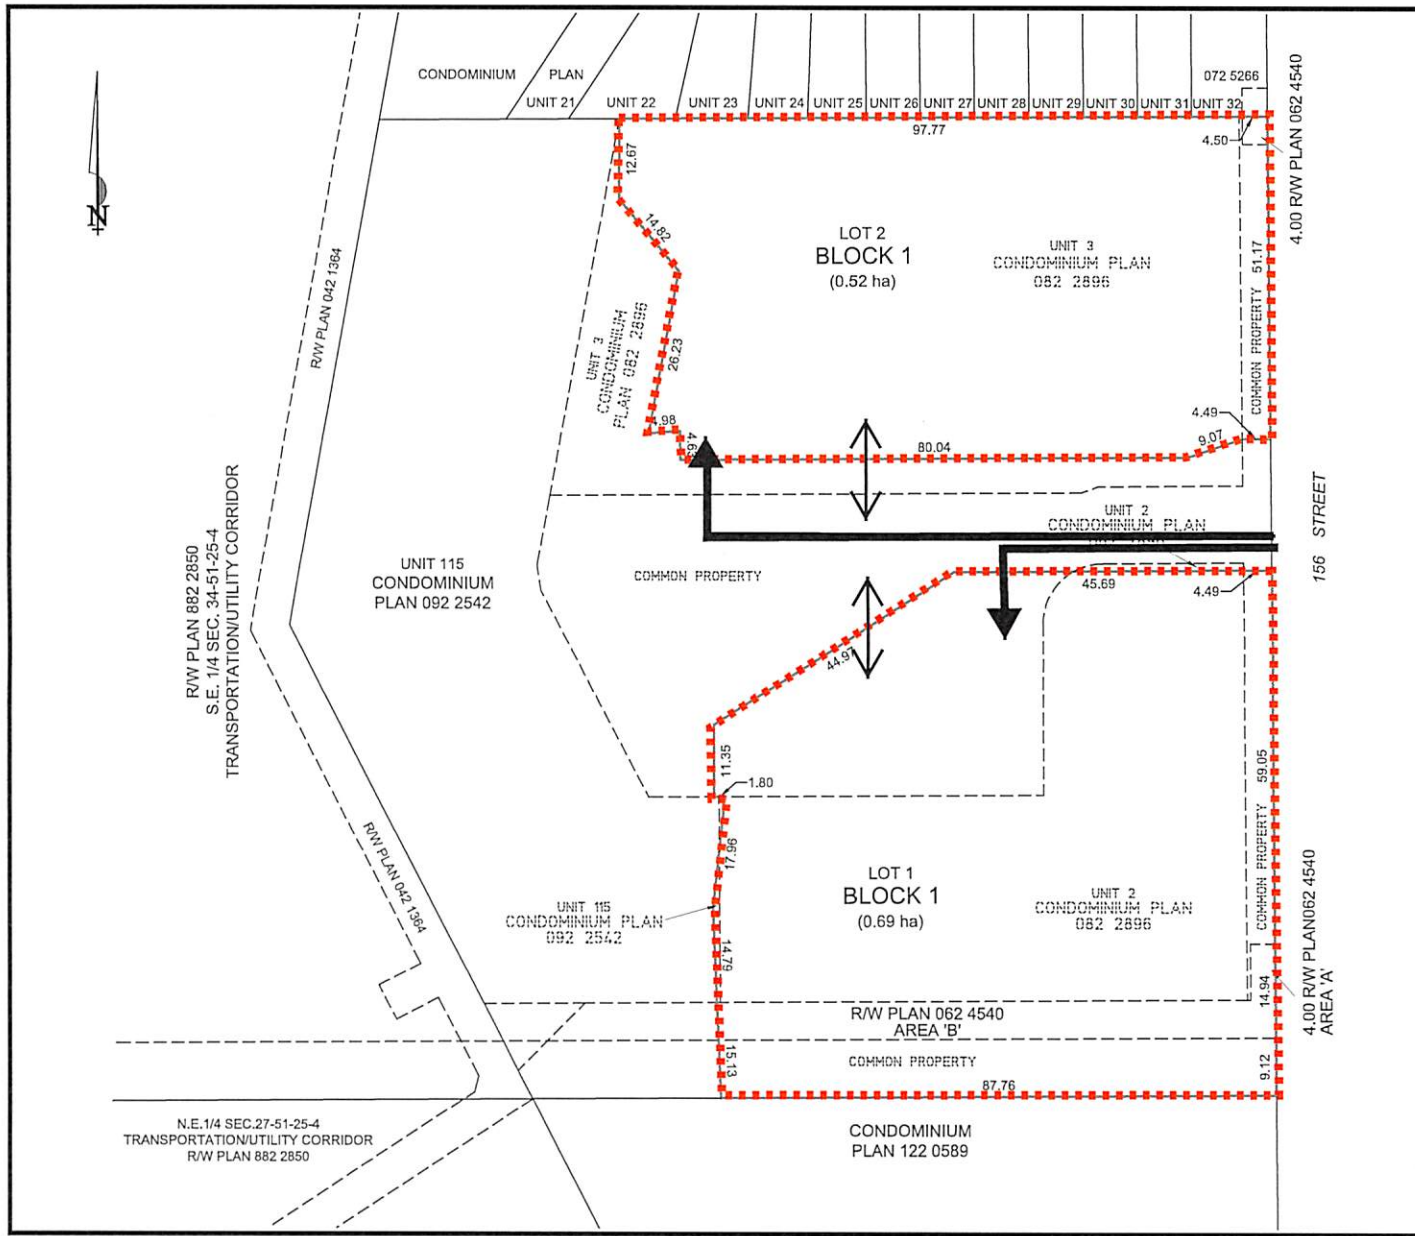 CONDOMINIUM
PLAN
072 5266
UNIT 21
UNIT 22
UNIT 23
UNIT 24
UNIT 25
UNIT 26
UNIT 27
UNIT 28
UNIT 29
UNIT 30
UNIT 31
UNIT 32
97.77
4.50
4.00 R/W PLAN 062 4540
N
12.67
14.82
26.23
4.98
4.63
LOT 2
BLOCK 1
(0.52 ha)
UNIT 3
CONDOMINIUM PLAN
082 2896
51.17
COMMON PROPERTY
R/W PLAN 042 1364
UNIT 3
CONDOMINIUM
PLAN 082 2896
80.04
9.07
4.49
156 STREET
UNIT 2
CONDOMINIUM PLAN
R/W PLAN 882 2850
S.E. 1/4 SEC. 34-51-25-4
TRANSPORTATION/UTILITY CORRIDOR
UNIT 115
CONDOMINIUM
PLAN 092 2542
COMMON PROPERTY
45.69
4.49
44.97
11.35
1.80
17.96
59.05
COMMON PROPERTY
R/W PLAN 042 1364
LOT 1
BLOCK 1
(0.69 ha)
UNIT 2
CONDOMINIUM PLAN
082 2896
UNIT 115
CONDOMINIUM PLAN
092 2542
14.79
14.94
4.00 R/W PLAN062 4540
AREA 'A'
R/W PLAN 062 4540
AREA 'B'
COMMON PROPERTY
15.13
9.12
87.76
N.E.1/4 SEC.27-51-25-4
TRANSPORTATION/UTILITY CORRIDOR
R/W PLAN 882 2850
CONDOMINIUM
PLAN 122 0589